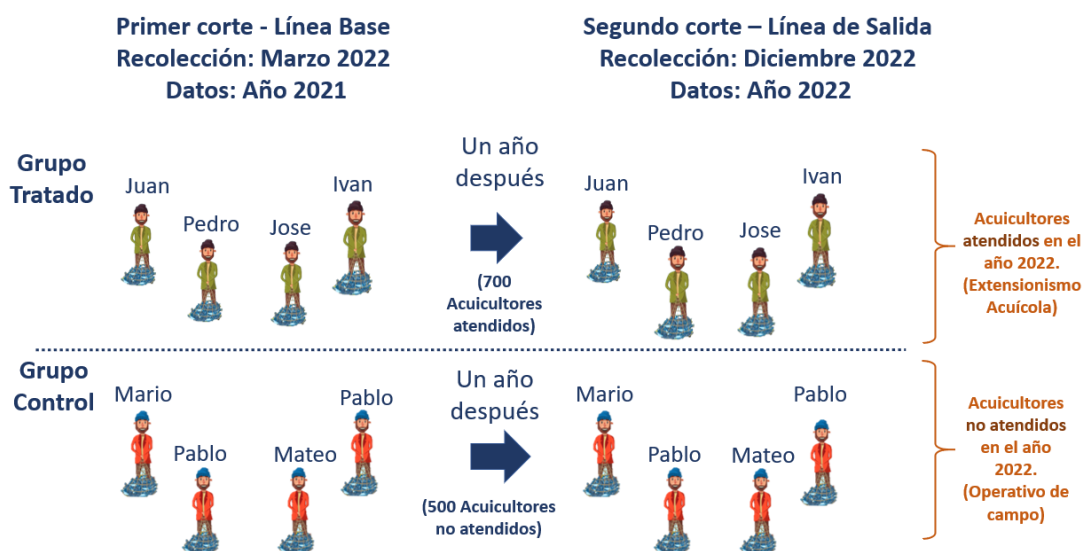 Primer corte - Línea Base
Recolección: Marzo 2022
Datos: Año 2021
Segundo corte – Línea de Salida
Recolección: Diciembre 2022
Datos: Año 2022
Grupo
Tratado
Juan
Pedro
Jose
Ivan
Un año
después
(700
Acuicultores
atendidos)
Juan
Pedro
Jose
Ivan
Acuicultores
atendidos en el
año 2022.
(Extensionismo
Acuícola)
Grupo
Control
Mario
Pablo
Mateo
Pablo
Un año
después
(500 Acuicultores
no atendidos)
Mario
Pablo
Mateo
Pablo
Acuicultores
no atendidos
en el año
2022.
(Operativo de
campo)